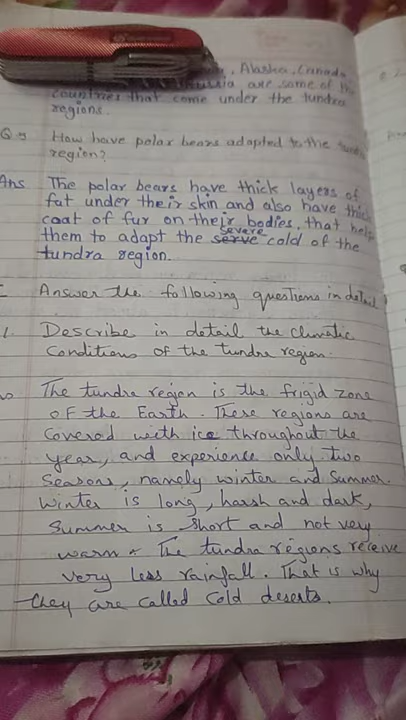 , Alaska, Canada
Russia are some of the
countries that come under the tundra
regions.
Q.5 How have polar bears adapted to the tundra
region?
Ans The polar bears have thick layers of
fat under their skin and also have thick
coat of fur on their bodies, that help
them to adapt the serve severe cold of the
tundra region.
Answer the following questions in detail
1. Describe in detail the climatic
Conditions of the tundra region.
The tundra region is the frigid zone
of the Earth. These regions are
Covered with ice throughout the
year, and experience only two
Seasons, namely winter and Summer.
Winter is long, harsh and dark,
Summer is short and not very
warm. The tundra regions receive
very less rainfall. That is why
they are called Cold deserts.